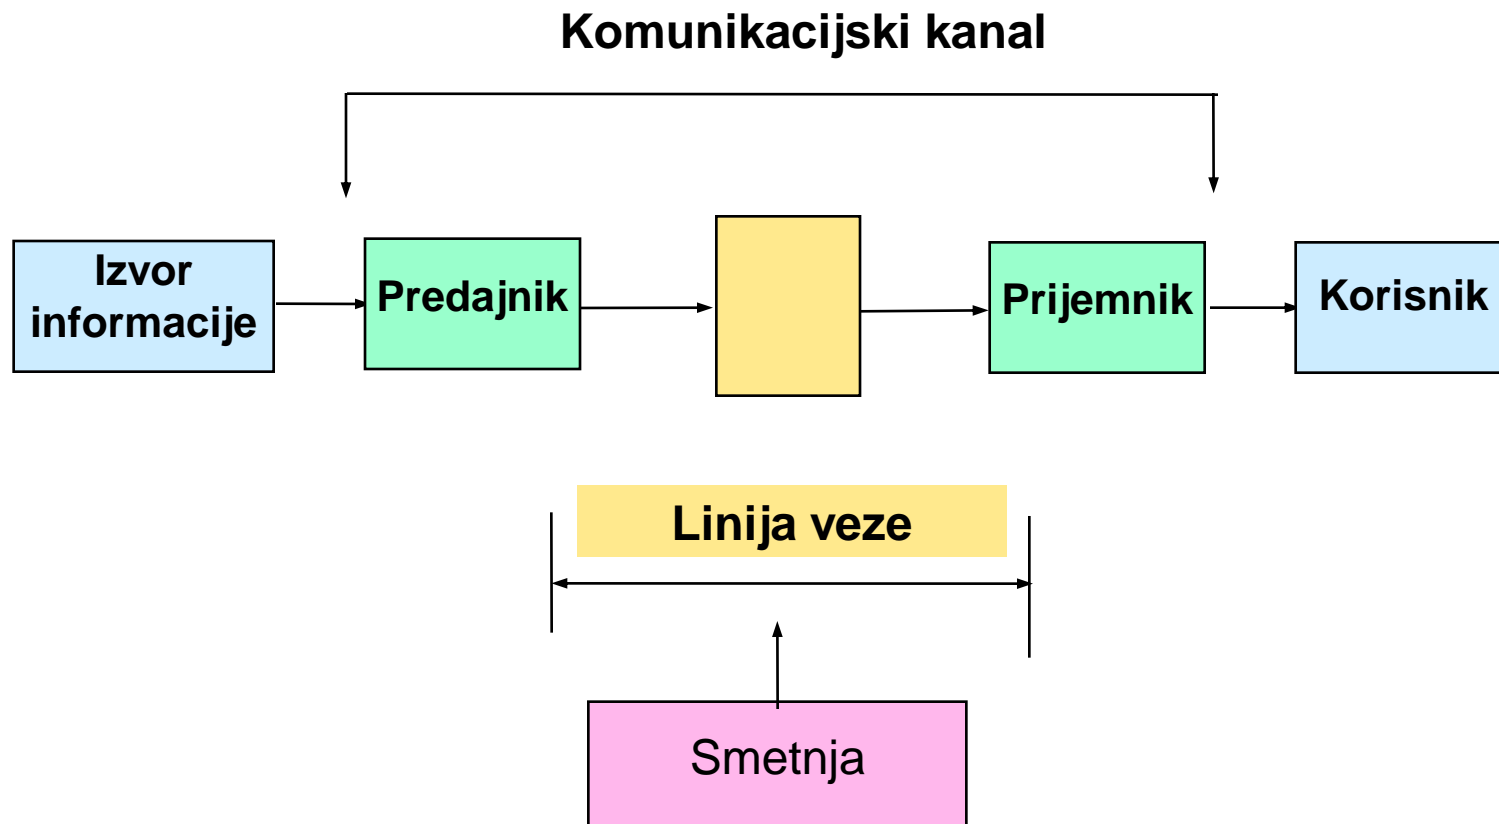 Komunikacijski kanal
Izvor
informacije
Predajnik
Prijemnik
Korisnik
Linija veze
Smetnja